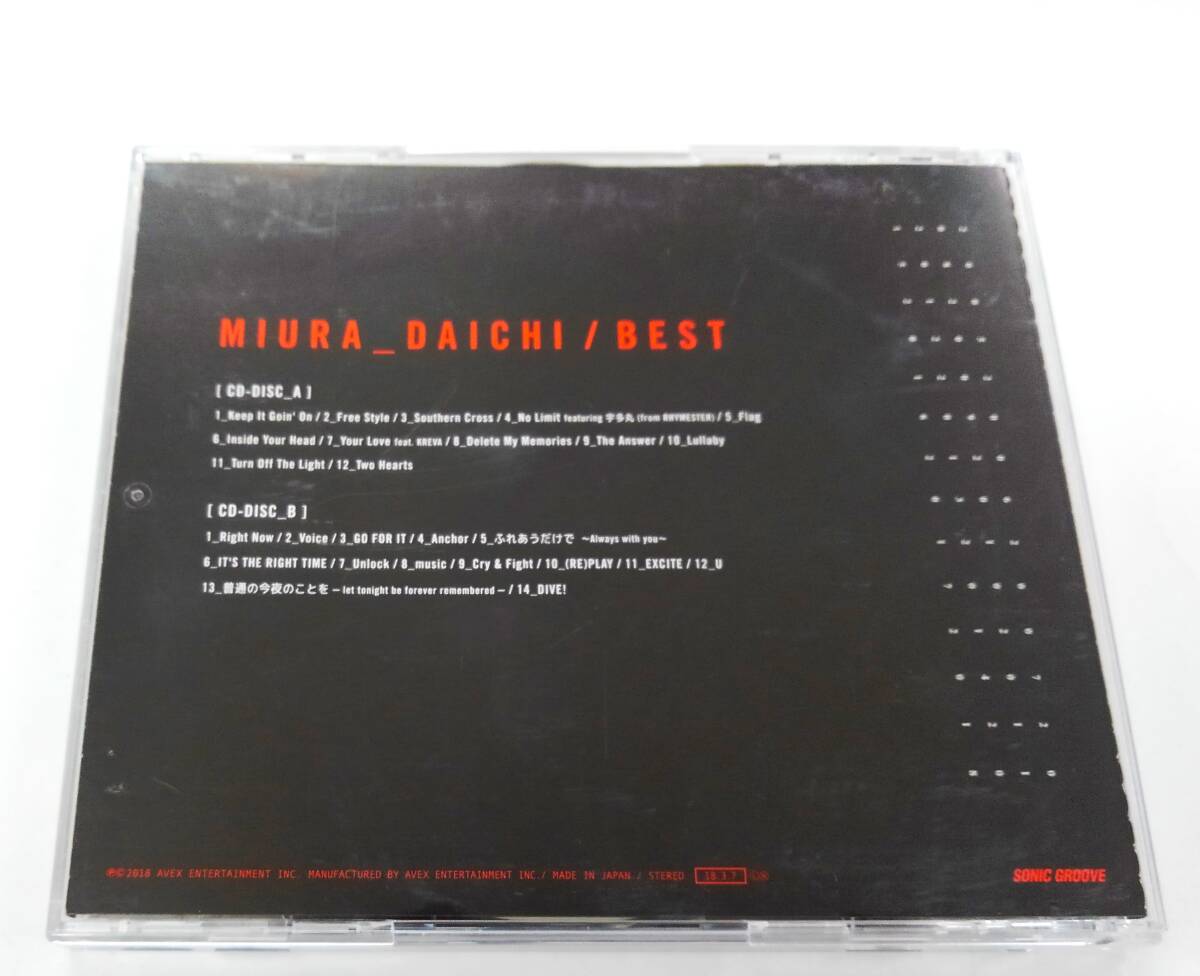 MIURA_DAICHI / BEST
[ CD-DISC_A ]
1_Keep It Goin' On / 2_Free Style / 3_Southern Cross / 4_No Limit featuring 宇多丸 (from RHYMESTER) / 5_Flag
6_Inside Your Head / 7_Your Love feat. KREVA / 8_Delete My Memories / 9_The Answer / 10_Lullaby
11_Turn Off The Light / 12_Two Hearts
[ CD-DISC_B ]
1_Right Now / 2_Voice / 3_GO FOR IT / 4_Anchor / 5_ふれあうだけで 〜Always with you〜
6_IT'S THE RIGHT TIME / 7_Unlock / 8_music / 9_Cry & Fight / 10_(RE)PLAY / 11_EXCITE / 12_U
13_普通の今夜のことを – let tonight be forever remembered – / 14_DIVE!
℗©2018 AVEX ENTERTAINMENT INC. MANUFACTURED BY AVEX ENTERTAINMENT INC./ MADE IN JAPAN / STEREO 18.3.7
SONIC GROOVE